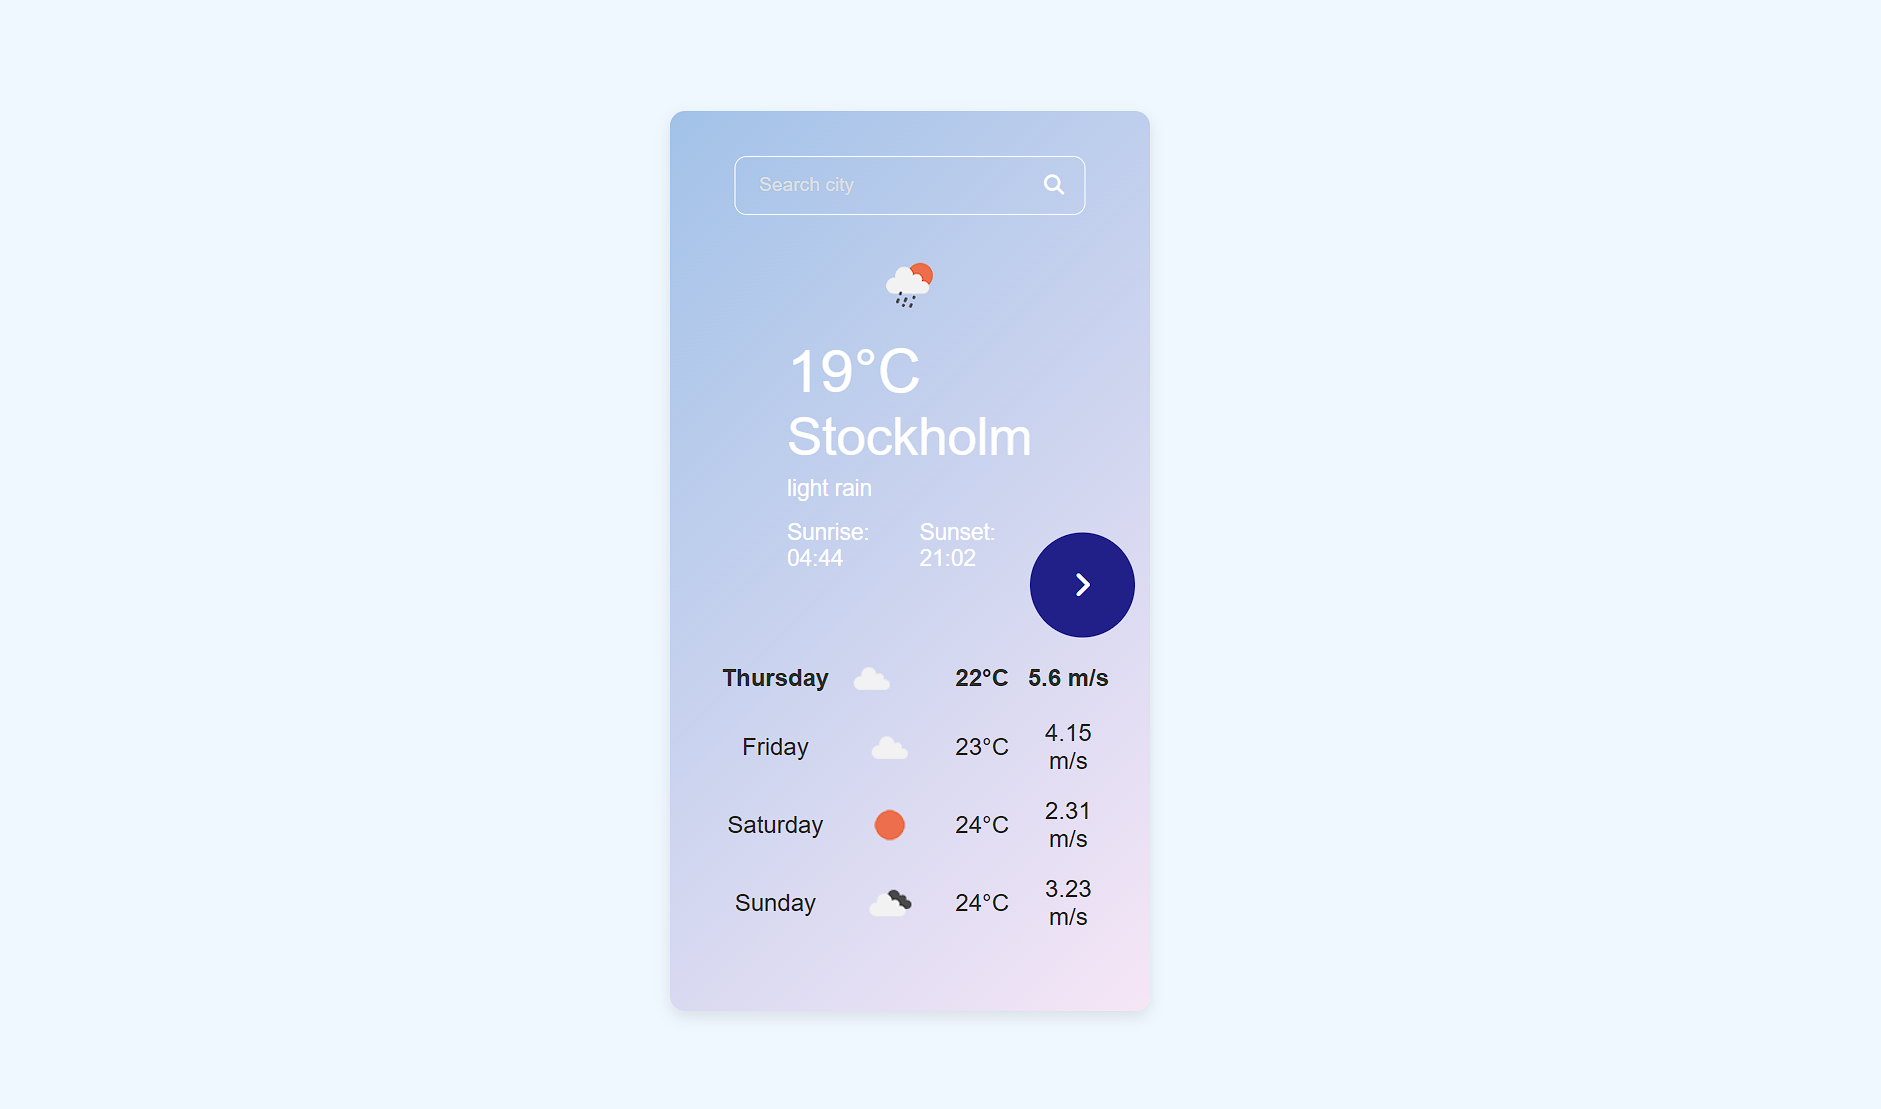 Search city
19°C
Stockholm
light rain
Sunrise: Sunset:
04:44 21:02
Thursday 22°C 5.6 m/s
Friday 23°C 4.15 m/s
Saturday 24°C 2.31 m/s
Sunday 24°C 3.23 m/s